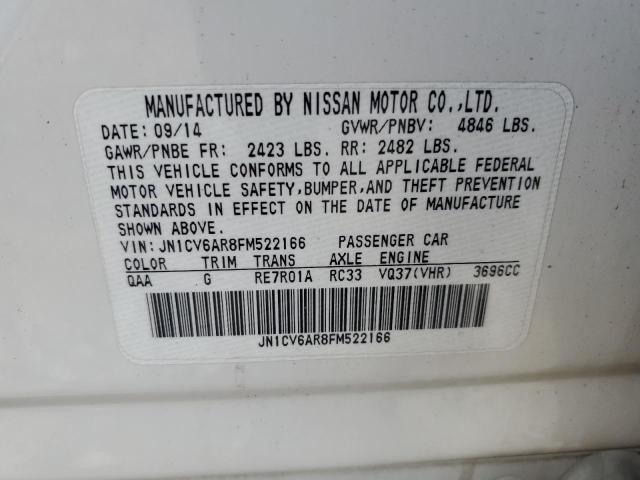 MANUFACTURED BY NISSAN MOTOR CO.,LTD.
DATE: 09/14 GVWR/PNBV: 4846 LBS.
GAWR/PNBE FR: 2423 LBS. RR: 2482 LBS.
THIS VEHICLE CONFORMS TO ALL APPLICABLE FEDERAL
MOTOR VEHICLE SAFETY,BUMPER,AND THEFT PREVENTION
STANDARDS IN EFFECT ON THE DATE OF MANUFACTURE
SHOWN ABOVE.
VIN:JN1CV6AR8FM522166 PASSENGER CAR
COLOR TRIM TRANS AXLE ENGINE
QAA G RE7R01A RC33 VQ37(VHR) 3696CC
JN1CV6AR8FM522166